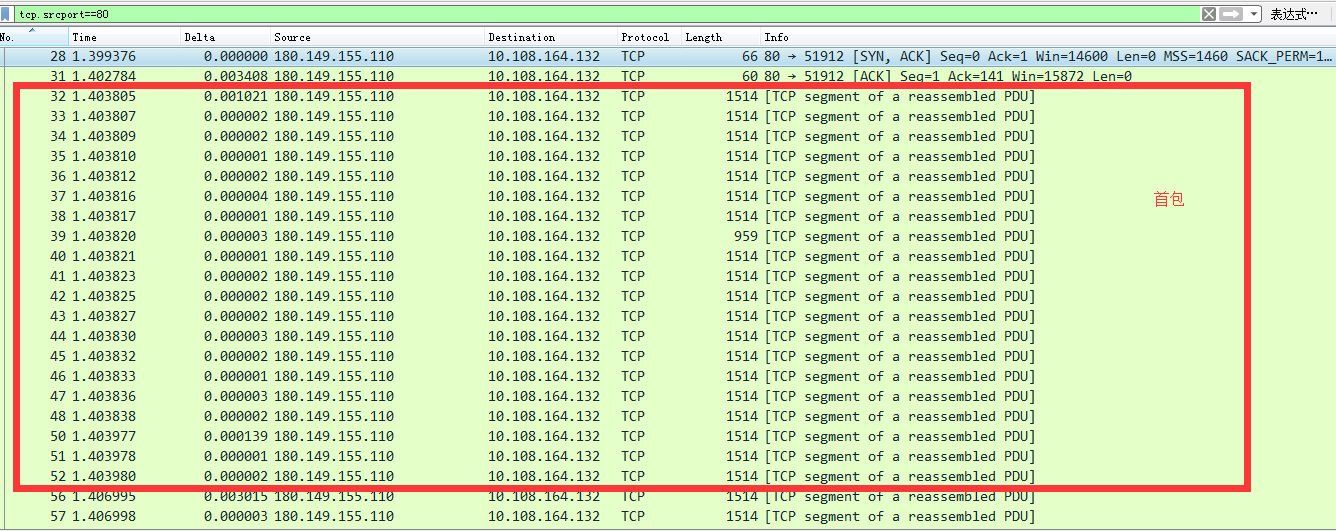 tcp.srcport==80 表达式…
No. Time Delta Source Destination Protocol Length Info
28 1.399376 0.000000 180.149.155.110 10.108.164.132 TCP 66 80 → 51912 [SYN, ACK] Seq=0 Ack=1 Win=14600 Len=0 MSS=1460 SACK_PERM=1…
31 1.402784 0.003408 180.149.155.110 10.108.164.132 TCP 60 80 → 51912 [ACK] Seq=1 Ack=141 Win=15872 Len=0
32 1.403805 0.001021 180.149.155.110 10.108.164.132 TCP 1514 [TCP segment of a reassembled PDU]
33 1.403807 0.000002 180.149.155.110 10.108.164.132 TCP 1514 [TCP segment of a reassembled PDU]
34 1.403809 0.000002 180.149.155.110 10.108.164.132 TCP 1514 [TCP segment of a reassembled PDU]
35 1.403810 0.000001 180.149.155.110 10.108.164.132 TCP 1514 [TCP segment of a reassembled PDU]
36 1.403812 0.000002 180.149.155.110 10.108.164.132 TCP 1514 [TCP segment of a reassembled PDU]
37 1.403816 0.000004 180.149.155.110 10.108.164.132 TCP 1514 [TCP segment of a reassembled PDU]
首包
38 1.403817 0.000001 180.149.155.110 10.108.164.132 TCP 1514 [TCP segment of a reassembled PDU]
39 1.403820 0.000003 180.149.155.110 10.108.164.132 TCP 959 [TCP segment of a reassembled PDU]
40 1.403821 0.000001 180.149.155.110 10.108.164.132 TCP 1514 [TCP segment of a reassembled PDU]
41 1.403823 0.000002 180.149.155.110 10.108.164.132 TCP 1514 [TCP segment of a reassembled PDU]
42 1.403825 0.000002 180.149.155.110 10.108.164.132 TCP 1514 [TCP segment of a reassembled PDU]
43 1.403827 0.000002 180.149.155.110 10.108.164.132 TCP 1514 [TCP segment of a reassembled PDU]
44 1.403830 0.000003 180.149.155.110 10.108.164.132 TCP 1514 [TCP segment of a reassembled PDU]
45 1.403832 0.000002 180.149.155.110 10.108.164.132 TCP 1514 [TCP segment of a reassembled PDU]
46 1.403833 0.000001 180.149.155.110 10.108.164.132 TCP 1514 [TCP segment of a reassembled PDU]
47 1.403836 0.000003 180.149.155.110 10.108.164.132 TCP 1514 [TCP segment of a reassembled PDU]
48 1.403838 0.000002 180.149.155.110 10.108.164.132 TCP 1514 [TCP segment of a reassembled PDU]
50 1.403977 0.000139 180.149.155.110 10.108.164.132 TCP 1514 [TCP segment of a reassembled PDU]
51 1.403978 0.000001 180.149.155.110 10.108.164.132 TCP 1514 [TCP segment of a reassembled PDU]
52 1.403980 0.000002 180.149.155.110 10.108.164.132 TCP 1514 [TCP segment of a reassembled PDU]
56 1.406995 0.003015 180.149.155.110 10.108.164.132 TCP 1514 [TCP segment of a reassembled PDU]
57 1.406998 0.000003 180.149.155.110 10.108.164.132 TCP 1514 [TCP segment of a reassembled PDU]